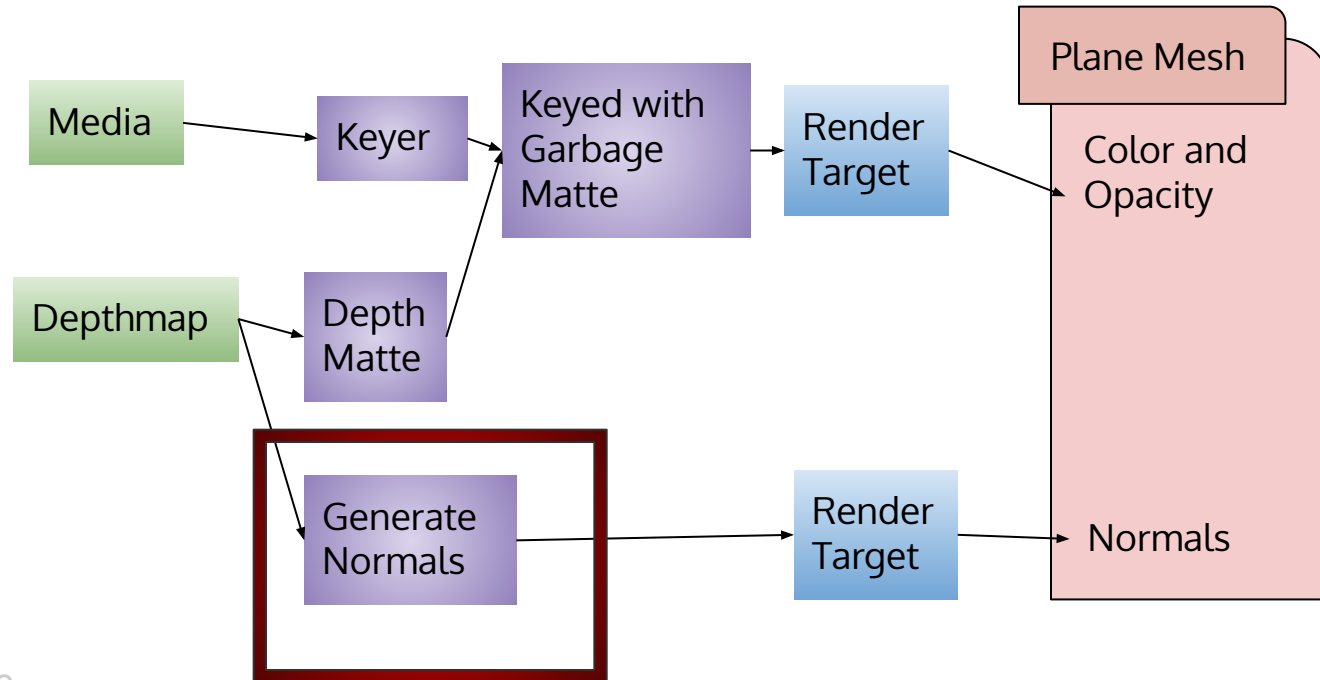 Media
Keyer
Keyed with
Garbage
Matte
Render
Target
Plane Mesh
Color and
Opacity
Depthmap
Depth
Matte
Generate
Normals
Render
Target
Normals